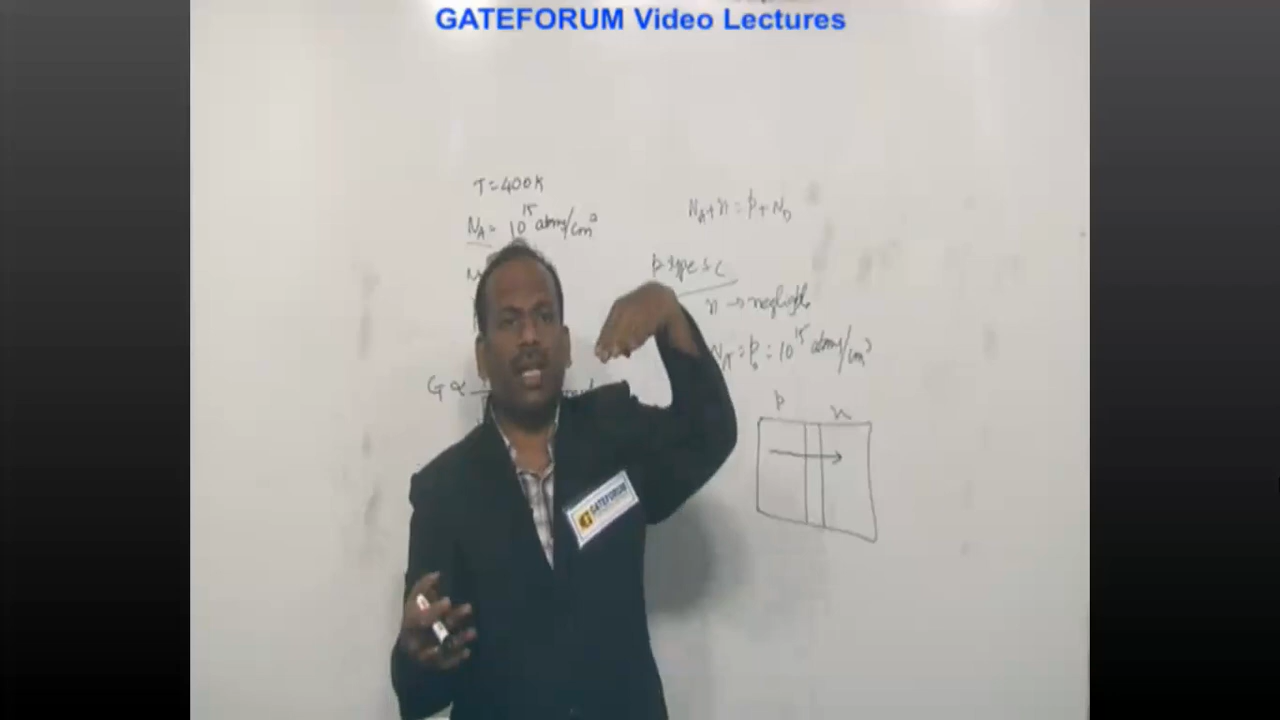 GATEFORUM Video Lectures
T=400K
N_A = 10^15 atoms/cm^3
N_A+n = p+N_D
p type s c
n → negligible
N_A = p_o = 10^15 atoms/cm^3
G ∝
p n
GATEFORUM